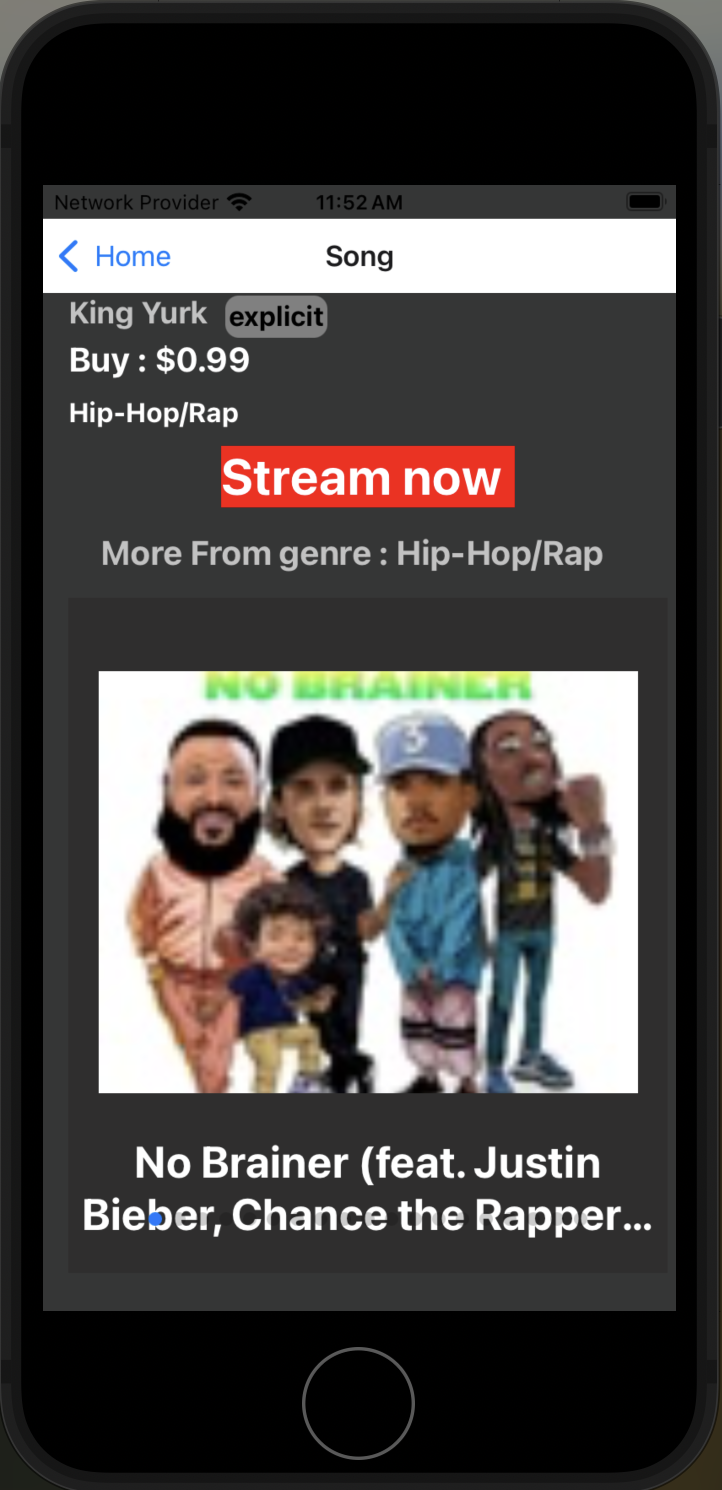 Network Provider 11:52 AM
Home Song
King Yurk explicit
Buy : $0.99
Hip-Hop/Rap
Stream now
More From genre : Hip-Hop/Rap
NO BRAINER
3
No Brainer (feat. Justin
Bieber, Chance the Rapper...